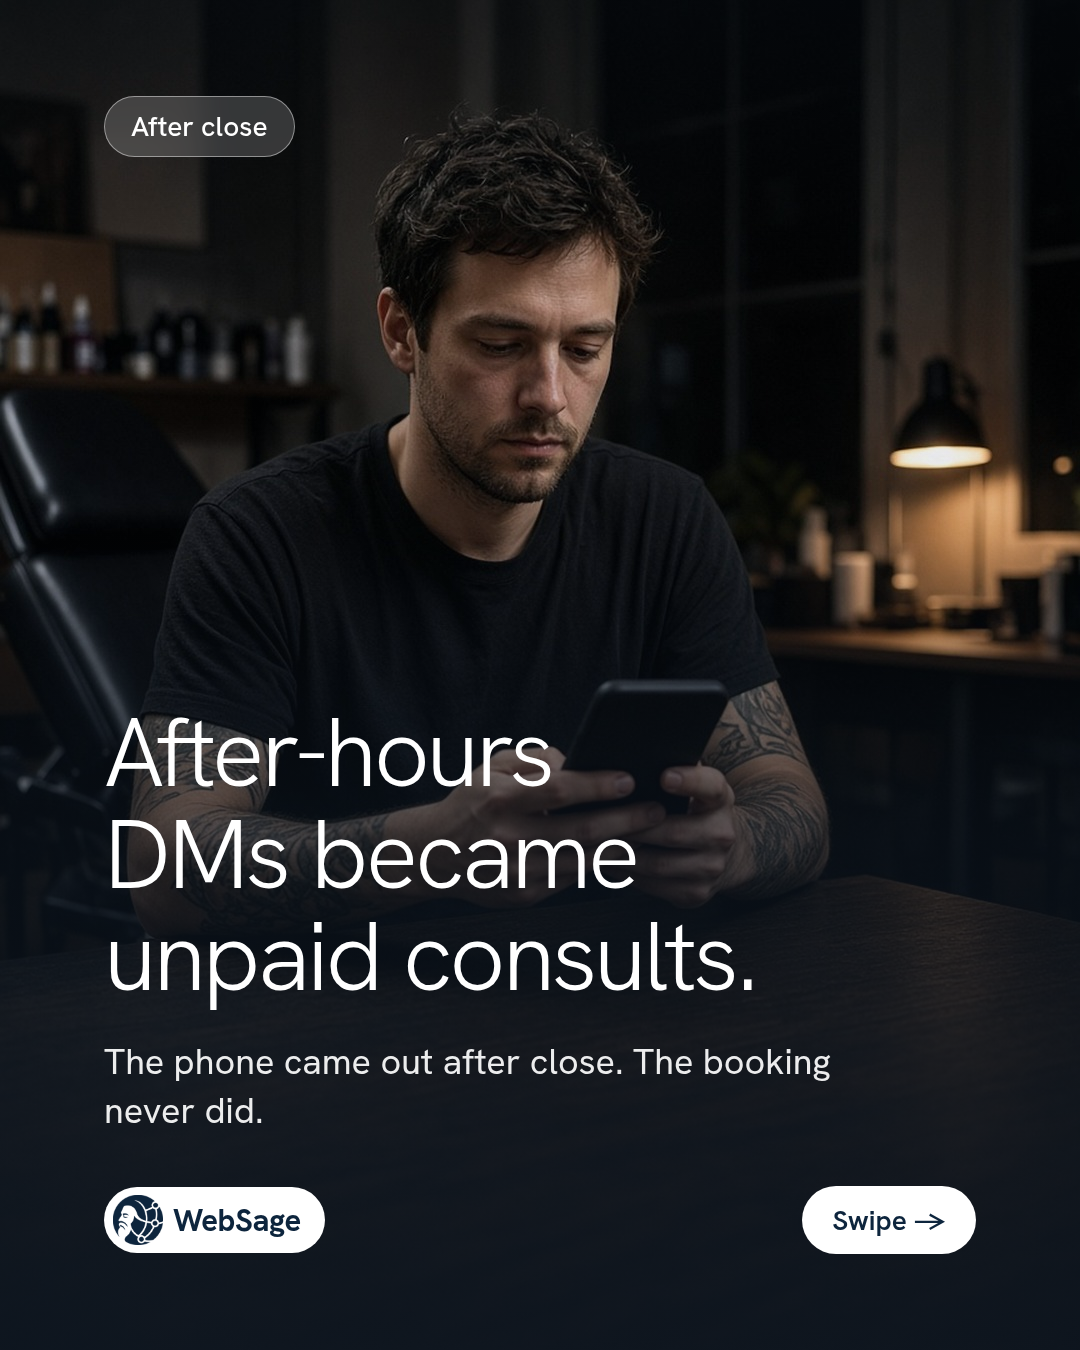 After close
After-hours
DMs became
unpaid consults.
The phone came out after close. The booking
never did.
WebSage
Swipe →